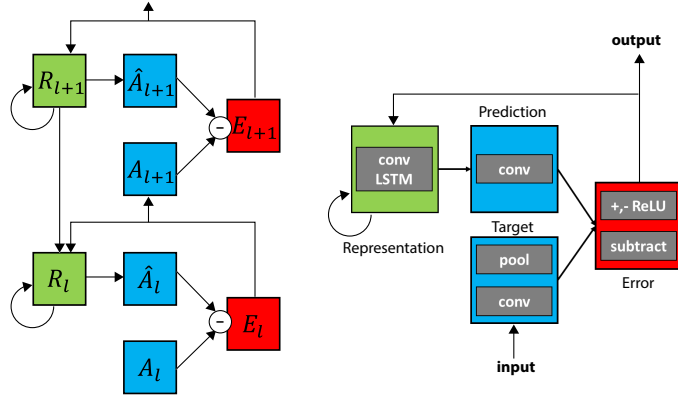 R_{l+1}
Â_{l+1}
−
E_{l+1}
A_{l+1}
R_l
Â_l
−
E_l
A_l
output
Prediction
conv
LSTM
conv
+,- ReLU
subtract
Representation
Target
pool
conv
Error
input